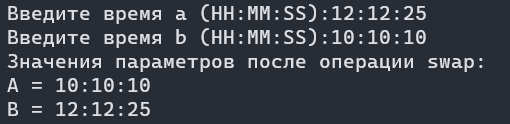 Введите время a (HH:MM:SS):12:12:25
Введите время b (HH:MM:SS):10:10:10
Значения параметров после операции swap:
A = 10:10:10
B = 12:12:25